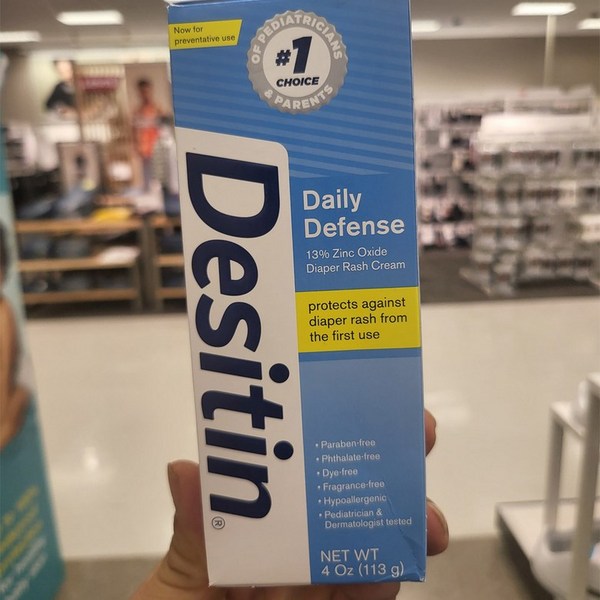 Now for
preventative use
OF PEDIATRICIANS
#1
CHOICE
& PARENTS
Desitin®
Daily
Defense
13% Zinc Oxide
Diaper Rash Cream
protects against
diaper rash from
the first use
• Paraben-free
• Phthalate-free
• Dye-free
• Fragrance-free
• Hypoallergenic
• Pediatrician &
Dermatologist tested
NET WT
4 Oz (113 g)